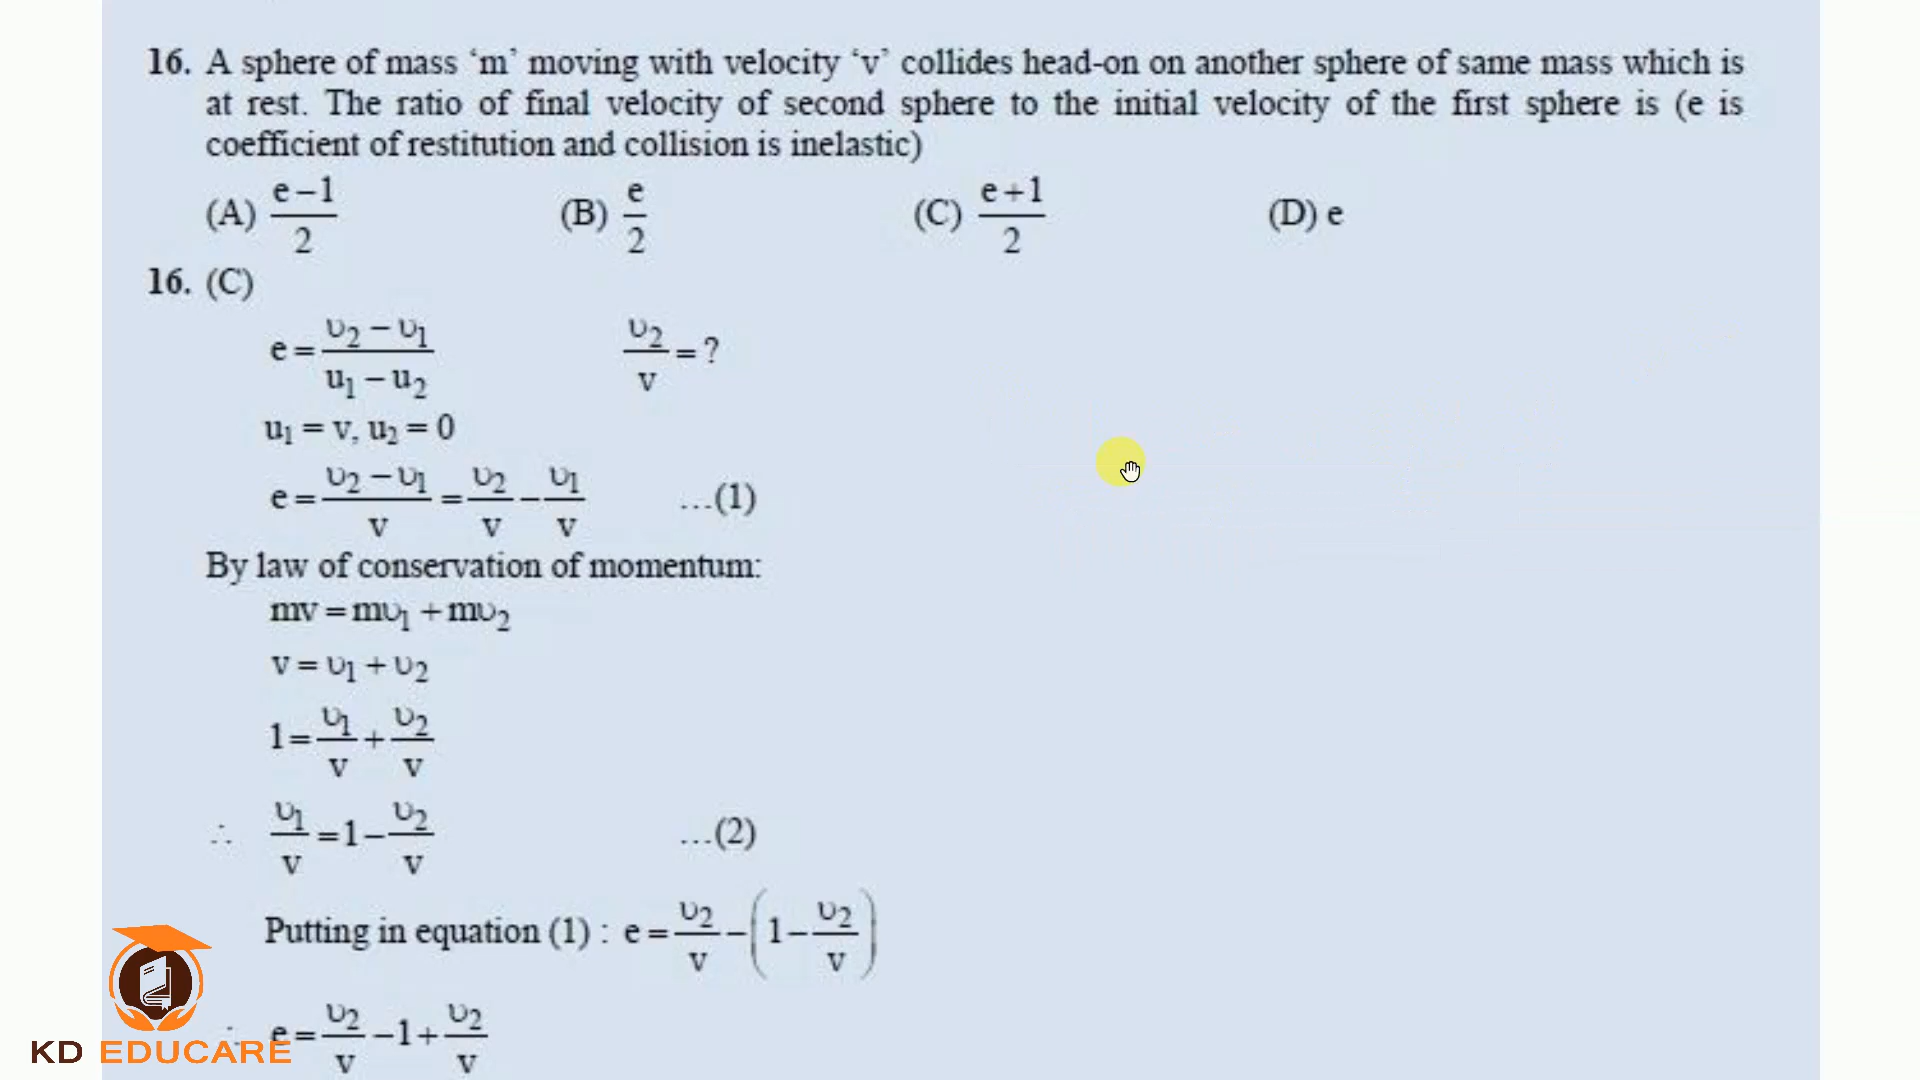 16. A sphere of mass ‘m’ moving with velocity ‘v’ collides head-on on another sphere of same mass which is
at rest. The ratio of final velocity of second sphere to the initial velocity of the first sphere is (e is
coefficient of restitution and collision is inelastic)
(A) (e−1)/2 (B) e/2 (C) (e+1)/2 (D) e
16. (C)
e = (υ₂ − υ₁)/(u₁ − u₂) υ₂/v = ?
u₁ = v, u₂ = 0
e = (υ₂ − υ₁)/v = υ₂/v − υ₁/v …(1)
By law of conservation of momentum:
mv = mυ₁ + mυ₂
v = υ₁ + υ₂
1 = υ₁/v + υ₂/v
∴ υ₁/v = 1 − υ₂/v …(2)
Putting in equation (1) : e = υ₂/v − (1 − υ₂/v)
∴ e = υ₂/v − 1 + υ₂/v
KD EDUCARE